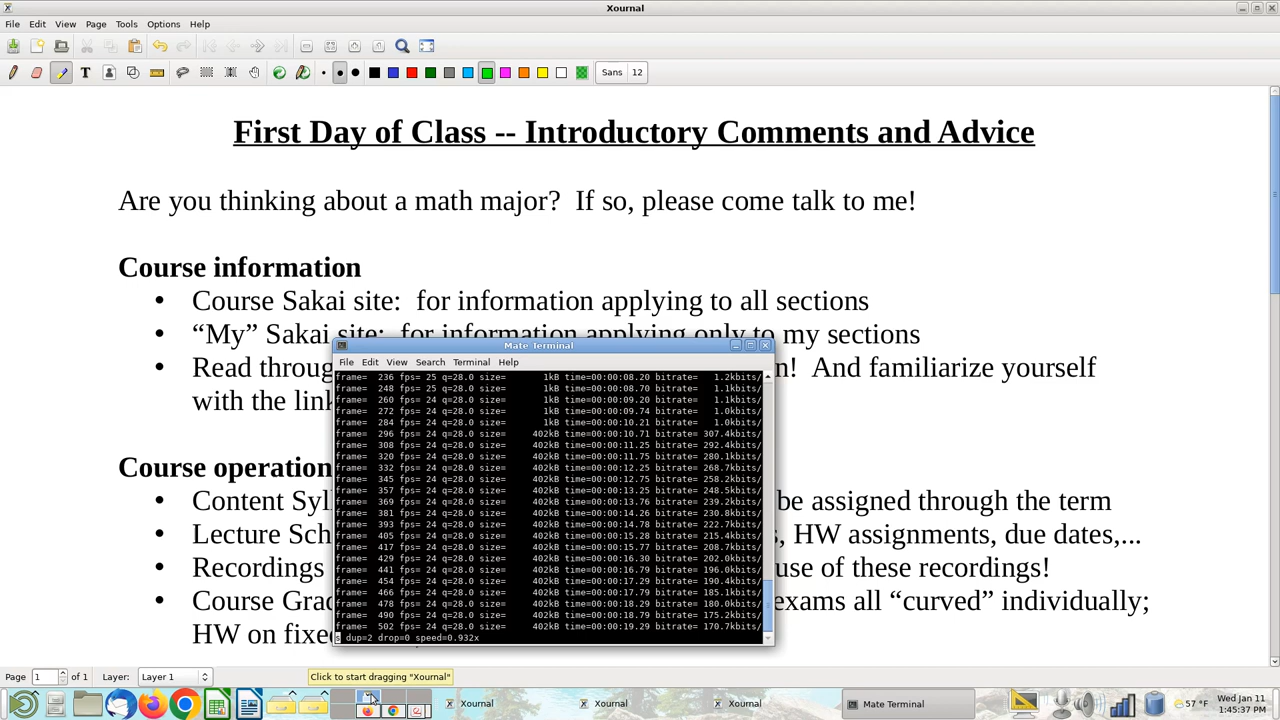 Xournal
File Edit View Page Tools Options Help
Sans 12
First Day of Class -- Introductory Comments and Advice
Are you thinking about a math major? If so, please come talk to me!
Course information
• Course Sakai site: for information applying to all sections
• “My” Sakai site: for information applying only to my sections
• Read throug n! And familiarize yourself
with the lin
Course operation
• Content Syll be assigned through the term
• Lecture Sch s, HW assignments, due dates,...
• Recordings use of these recordings!
• Course Grad exams all “curved” individually;
HW on fixe
Mate Terminal
File Edit View Search Terminal Help
frame= 236 fps= 25 q=28.0 size= 1kB time=00:00:08.20 bitrate= 1.2kbits/
frame= 248 fps= 25 q=28.0 size= 1kB time=00:00:08.70 bitrate= 1.1kbits/
frame= 260 fps= 24 q=28.0 size= 1kB time=00:00:09.20 bitrate= 1.1kbits/
frame= 272 fps= 24 q=28.0 size= 1kB time=00:00:09.74 bitrate= 1.0kbits/
frame= 284 fps= 24 q=28.0 size= 1kB time=00:00:10.21 bitrate= 1.0kbits/
frame= 296 fps= 24 q=28.0 size= 402kB time=00:00:10.71 bitrate= 307.4kbits/
frame= 308 fps= 24 q=28.0 size= 402kB time=00:00:11.25 bitrate= 292.4kbits/
frame= 320 fps= 24 q=28.0 size= 402kB time=00:00:11.75 bitrate= 280.1kbits/
frame= 332 fps= 24 q=28.0 size= 402kB time=00:00:12.25 bitrate= 268.7kbits/
frame= 345 fps= 24 q=28.0 size= 402kB time=00:00:12.75 bitrate= 258.2kbits/
frame= 357 fps= 24 q=28.0 size= 402kB time=00:00:13.25 bitrate= 248.5kbits/
frame= 369 fps= 24 q=28.0 size= 402kB time=00:00:13.76 bitrate= 239.2kbits/
frame= 381 fps= 24 q=28.0 size= 402kB time=00:00:14.26 bitrate= 230.8kbits/
frame= 393 fps= 24 q=28.0 size= 402kB time=00:00:14.78 bitrate= 222.7kbits/
frame= 405 fps= 24 q=28.0 size= 402kB time=00:00:15.28 bitrate= 215.4kbits/
frame= 417 fps= 24 q=28.0 size= 402kB time=00:00:15.77 bitrate= 208.7kbits/
frame= 429 fps= 24 q=28.0 size= 402kB time=00:00:16.30 bitrate= 202.0kbits/
frame= 441 fps= 24 q=28.0 size= 402kB time=00:00:16.79 bitrate= 196.0kbits/
frame= 454 fps= 24 q=28.0 size= 402kB time=00:00:17.29 bitrate= 190.4kbits/
frame= 466 fps= 24 q=28.0 size= 402kB time=00:00:17.79 bitrate= 185.1kbits/
frame= 478 fps= 24 q=28.0 size= 402kB time=00:00:18.29 bitrate= 180.0kbits/
frame= 490 fps= 24 q=28.0 size= 402kB time=00:00:18.79 bitrate= 175.2kbits/
frame= 502 fps= 24 q=28.0 size= 402kB time=00:00:19.29 bitrate= 170.7kbits/
s dup=2 drop=0 speed=0.932x
Page 1 of 1 Layer: Layer 1 Click to start dragging "Xournal"
Xournal Xournal Xournal Mate Terminal 57 °F Wed Jan 11
1:45:37 PM